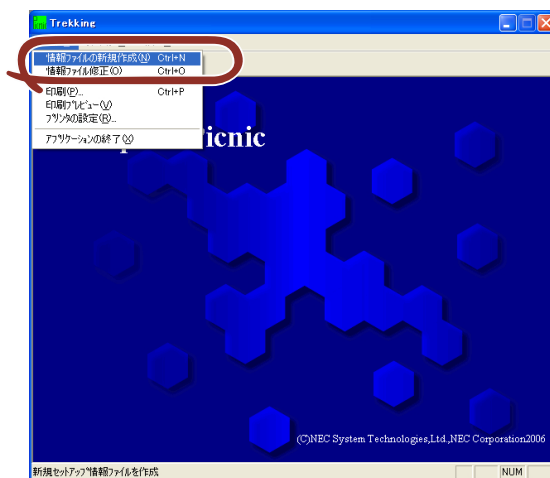 Trekking
情報ファイルの新規作成(N) Ctrl+N
情報ファイル修正(O) Ctrl+O
印刷(P)... Ctrl+P
印刷プレビュー(V)
プリンタの設定(R)...
アプリケーションの終了(X)
icnic
(C)NEC System Technologies,Ltd.,NEC Corporation2006
新規セットアップ情報ファイルを作成
NUM